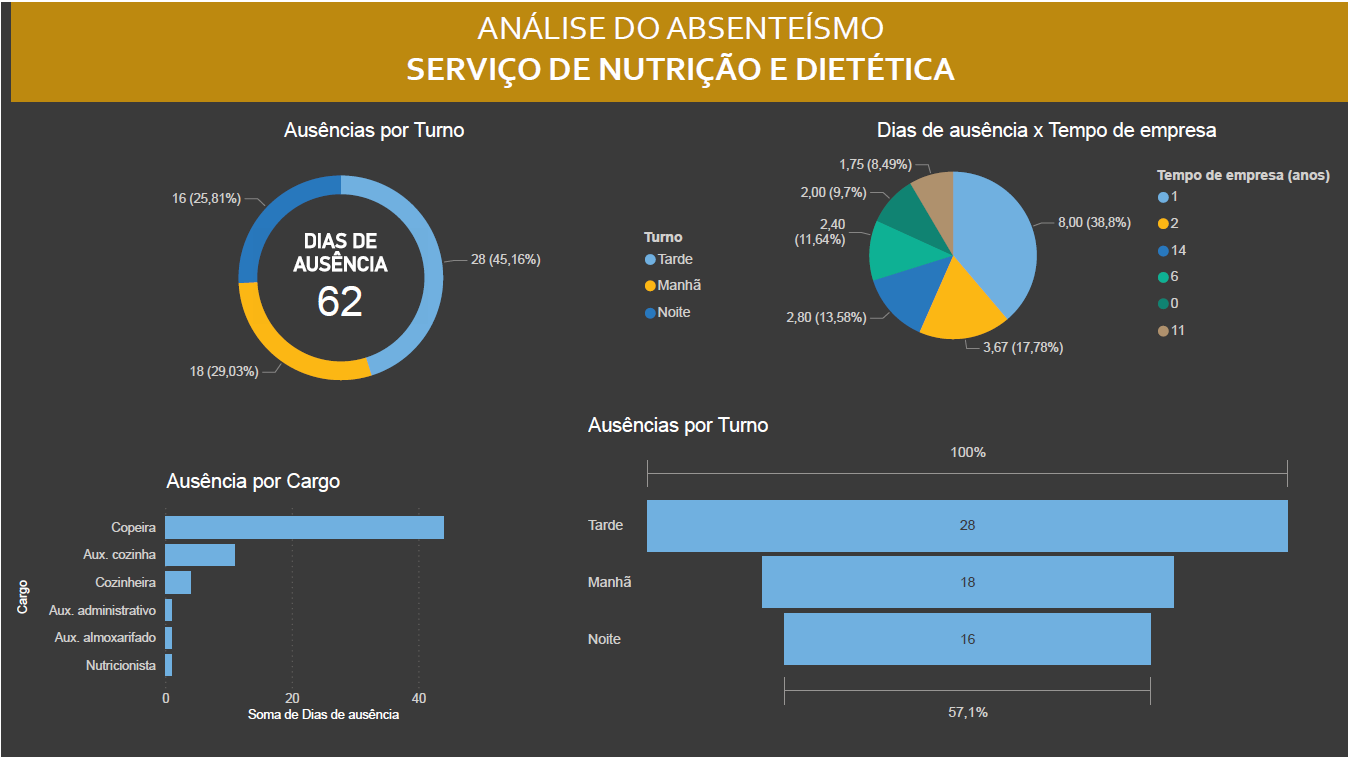 ANÁLISE DO ABSENTEÍSMO
SERVIÇO DE NUTRIÇÃO E DIETÉTICA
Ausências por Turno
16 (25,81%)
28 (45,16%)
18 (29,03%)
DIAS DE
AUSÊNCIA
62
Turno
Tarde
Manhã
Noite
Dias de ausência x Tempo de empresa
1,75 (8,49%)
2,00 (9,7%)
2,40
(11,64%)
2,80 (13,58%)
3,67 (17,78%)
8,00 (38,8%)
Tempo de empresa (anos)
1
2
14
6
0
11
Ausência por Cargo
Cargo
Copeira
Aux. cozinha
Cozinheira
Aux. administrativo
Aux. almoxarifado
Nutricionista
0 20 40
Soma de Dias de ausência
Ausências por Turno
100%
Tarde 28
Manhã 18
Noite 16
57,1%